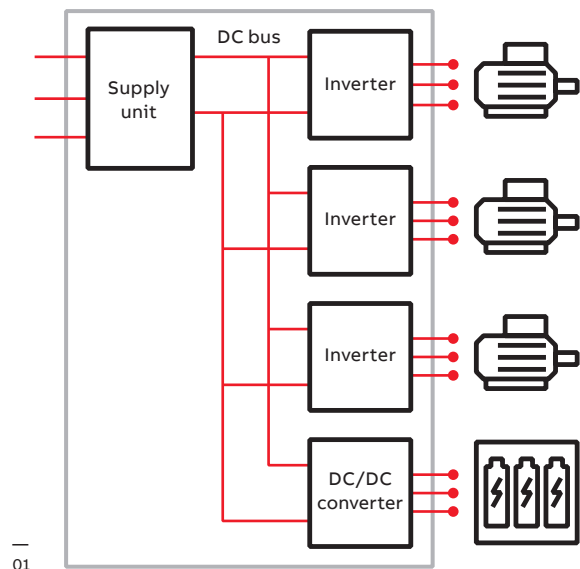 DC bus
Supply
unit
Inverter
Inverter
Inverter
DC/DC
converter
—
01